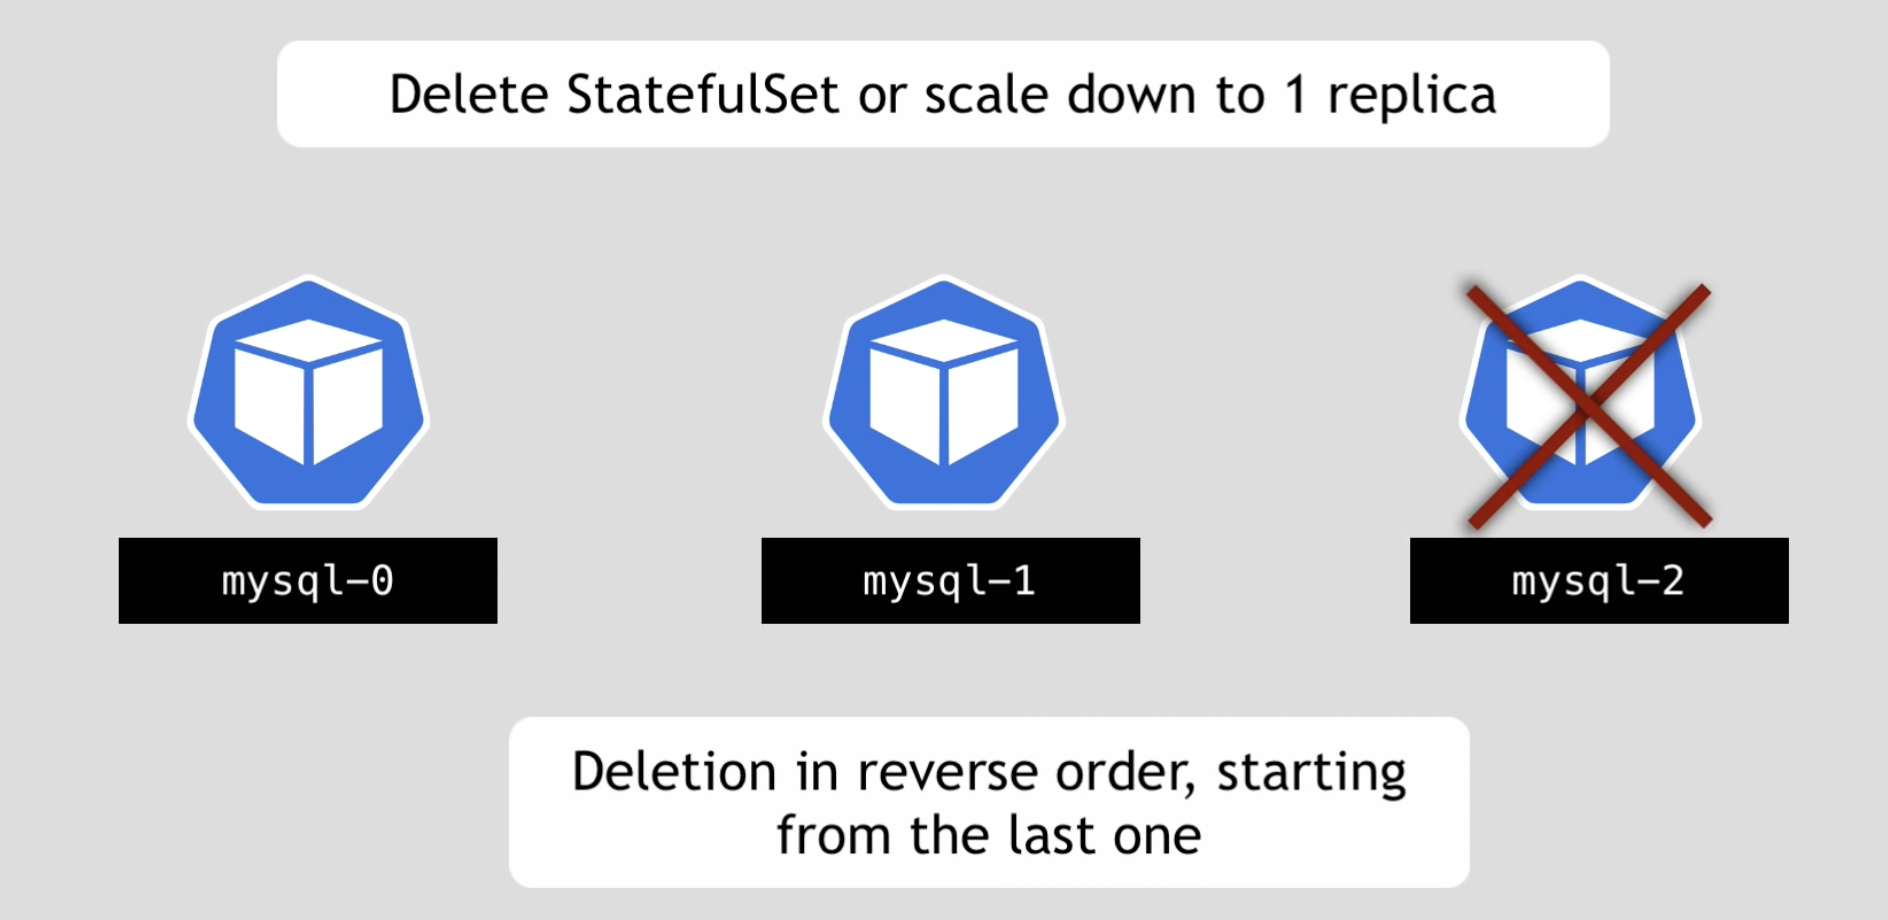 Delete StatefulSet or scale down to 1 replica
mysql-0
mysql-1
mysql-2
Deletion in reverse order, starting
from the last one